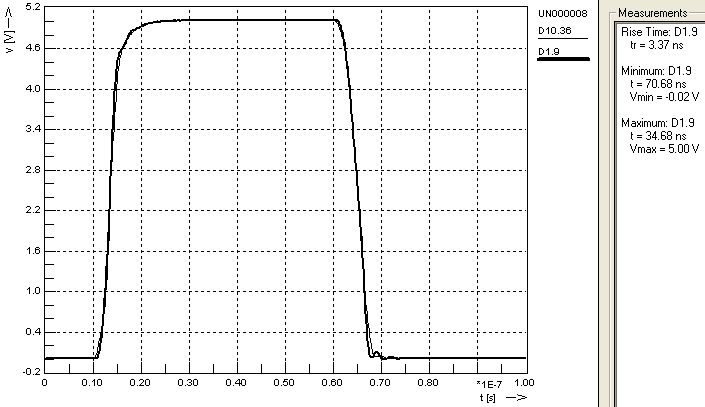 5.2
v [V] —>
4.6
4.0
3.4
2.8
2.2
1.6
1.0
0.4
-0.2
0
0.10
0.20
0.30
0.40
0.50
0.60
0.70
0.80
*1E-7
1.00
t [s] —>
UN000008
D10.36
D1.9
Measurements
Rise Time: D1.9
tr = 3.37 ns
Minimum: D1.9
t = 70.68 ns
Vmin = -0.02 V
Maximum: D1.9
t = 34.68 ns
Vmax = 5.00 V